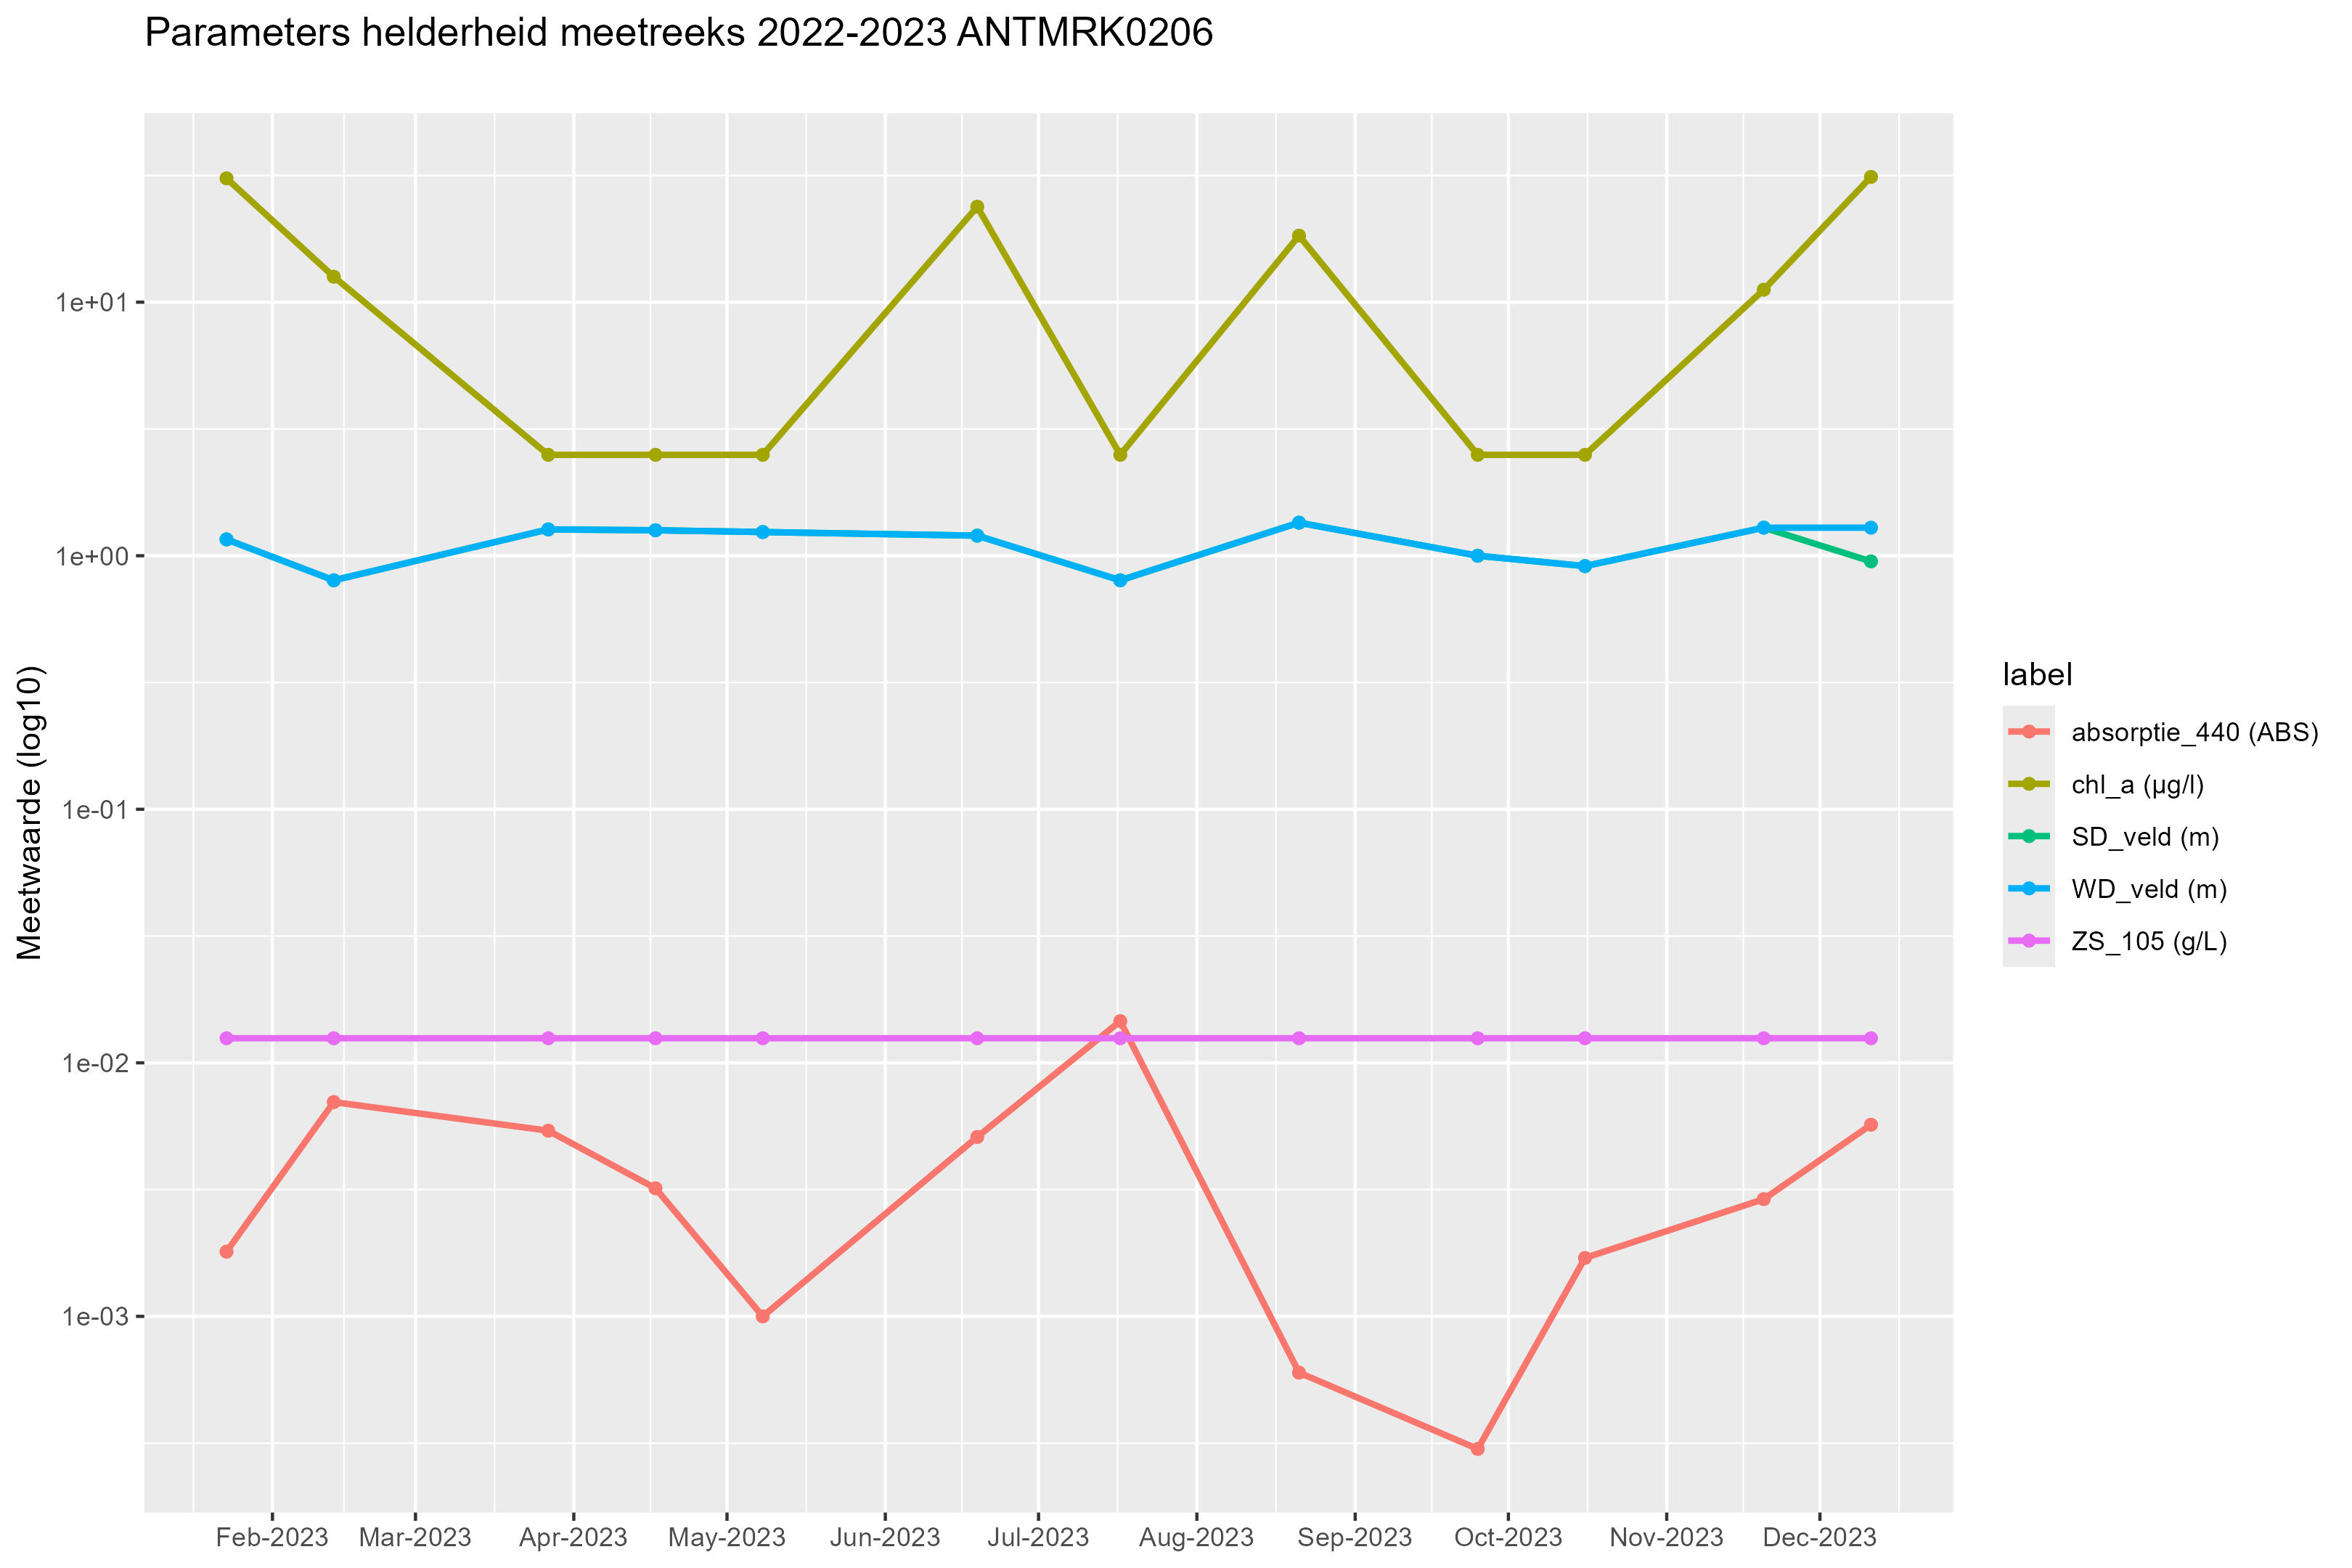 Parameters helderheid meetreeks 2022-2023 ANTMRK0206
Meetwaarde (log10)
1e+01
1e+00
1e-01
1e-02
1e-03
Feb-2023
Mar-2023
Apr-2023
May-2023
Jun-2023
Jul-2023
Aug-2023
Sep-2023
Oct-2023
Nov-2023
Dec-2023
label
absorptie_440 (ABS)
chl_a (µg/l)
SD_veld (m)
WD_veld (m)
ZS_105 (g/L)